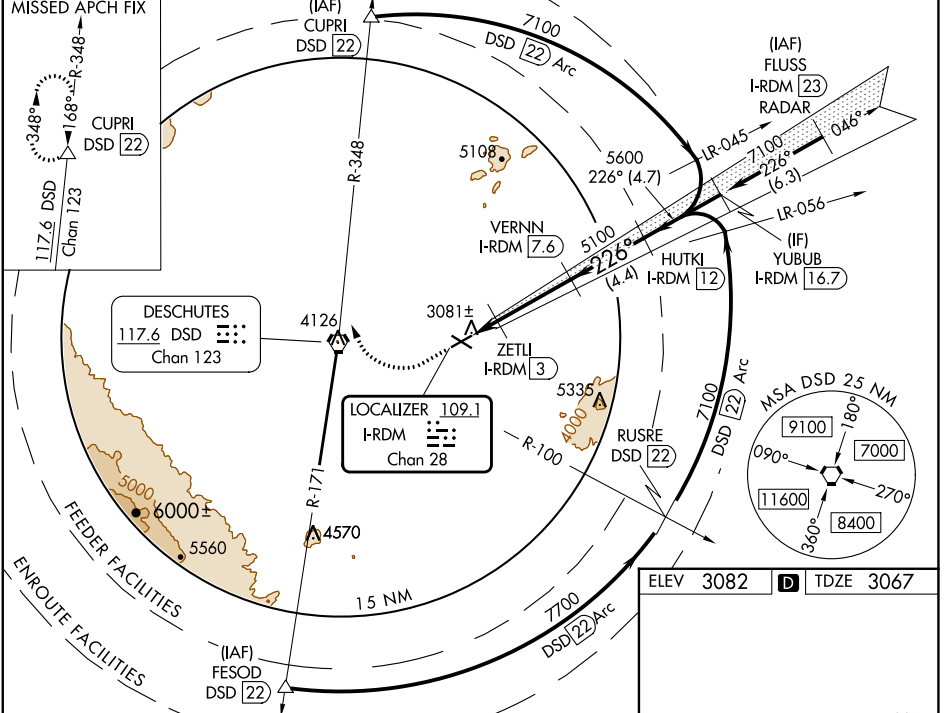 MISSED APCH FIX
R-348
348°
168°
CUPRI
DSD 22
117.6 DSD
Chan 123
(IAF)
CUPRI
DSD 22
7100
DSD 22 Arc
R-348
(IAF)
FLUSS
I-RDM 23
RADAR
LR-045
7100
046°
226°
(6.3)
5108
5600
226° (4.7)
LR-056
VERNN
I-RDM 7.6
5100
226°
(4.4)
HUTKI
I-RDM 12
(IF)
YUBUB
I-RDM 16.7
DESCHUTES
117.6 DSD
Chan 123
4126
3081±
ZETLI
I-RDM 3
LOCALIZER 109.1
I-RDM
Chan 28
5335
4000
R-100
RUSRE
DSD 22
7100
DSD 22 Arc
MSA DSD 25 NM
9100
180°
7000
090°
270°
11600
8400
360°
R-171
5000
6000±
5560
4570
FEEDER FACILITIES
ENROUTE FACILITIES
15 NM
7700
DSD 22 Arc
(IAF)
FESOD
DSD 22
ELEV 3082 D TDZE 3067